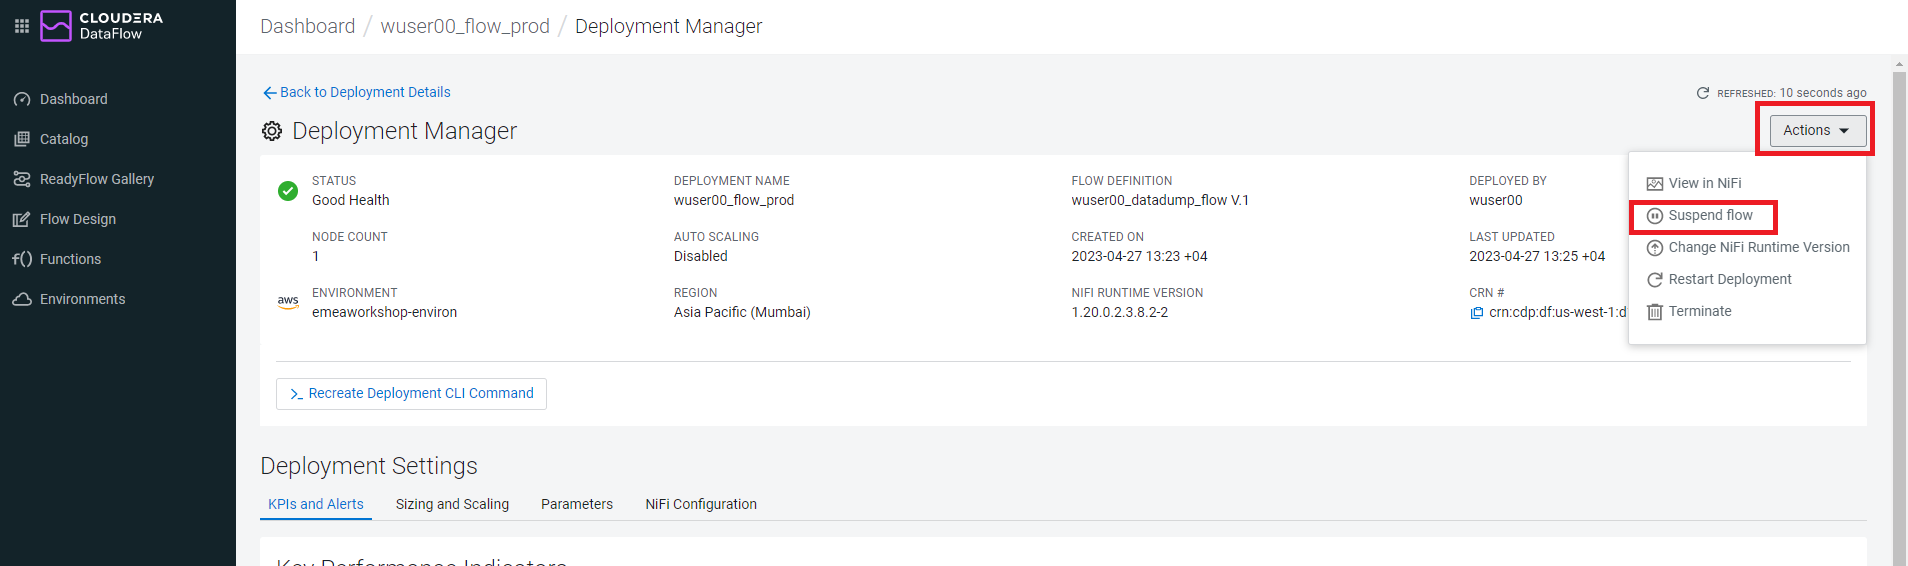 CLOUDERA
DataFlow
Dashboard
Catalog
ReadyFlow Gallery
Flow Design
Functions
Environments
Dashboard / wuser00_flow_prod / Deployment Manager
Back to Deployment Details
REFRESHED: 10 seconds ago
Deployment Manager
Actions
View in NiFi
Suspend flow
Change NiFi Runtime Version
Restart Deployment
Terminate
STATUS
Good Health
DEPLOYMENT NAME
wuser00_flow_prod
FLOW DEFINITION
wuser00_datadump_flow V.1
DEPLOYED BY
wuser00
NODE COUNT
1
AUTO SCALING
Disabled
CREATED ON
2023-04-27 13:23 +04
LAST UPDATED
2023-04-27 13:25 +04
aws
ENVIRONMENT
emeaworkshop-environ
REGION
Asia Pacific (Mumbai)
NIFI RUNTIME VERSION
1.20.0.2.3.8.2-2
CRN #
crn:cdp:df:us-west-1:d
Recreate Deployment CLI Command
Deployment Settings
KPIs and Alerts
Sizing and Scaling
Parameters
NiFi Configuration
Key Performance Indicators